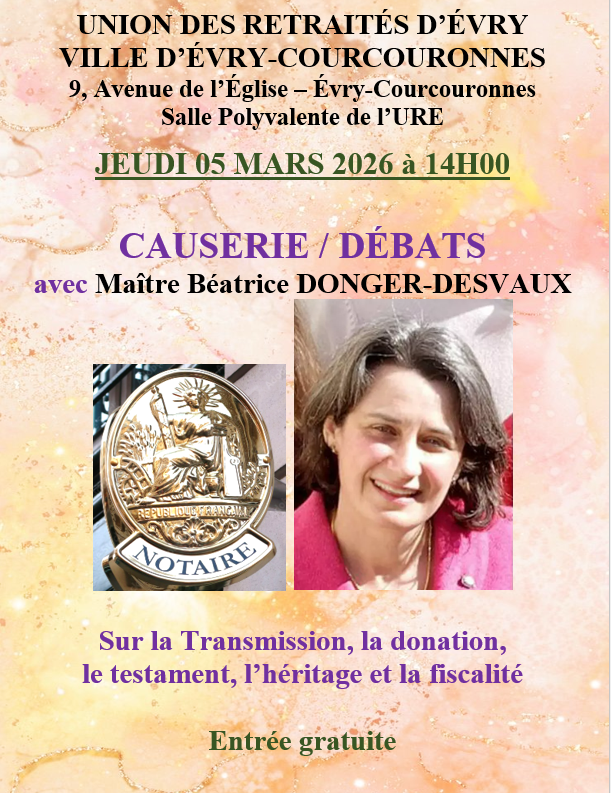 UNION DES RETRAITÉS D’ÉVRY
VILLE D’ÉVRY-COURCOURONNES
9, Avenue de l’Église – Évry-Courcouronnes
Salle Polyvalente de l’URE
JEUDI 05 MARS 2026 à 14H00
CAUSERIE / DÉBATS
avec Maître Béatrice DONGER-DESVAUX
REPUBLIQUE FRANÇAISE
NOTAIRE
Sur la Transmission, la donation,
le testament, l’héritage et la fiscalité
Entrée gratuite